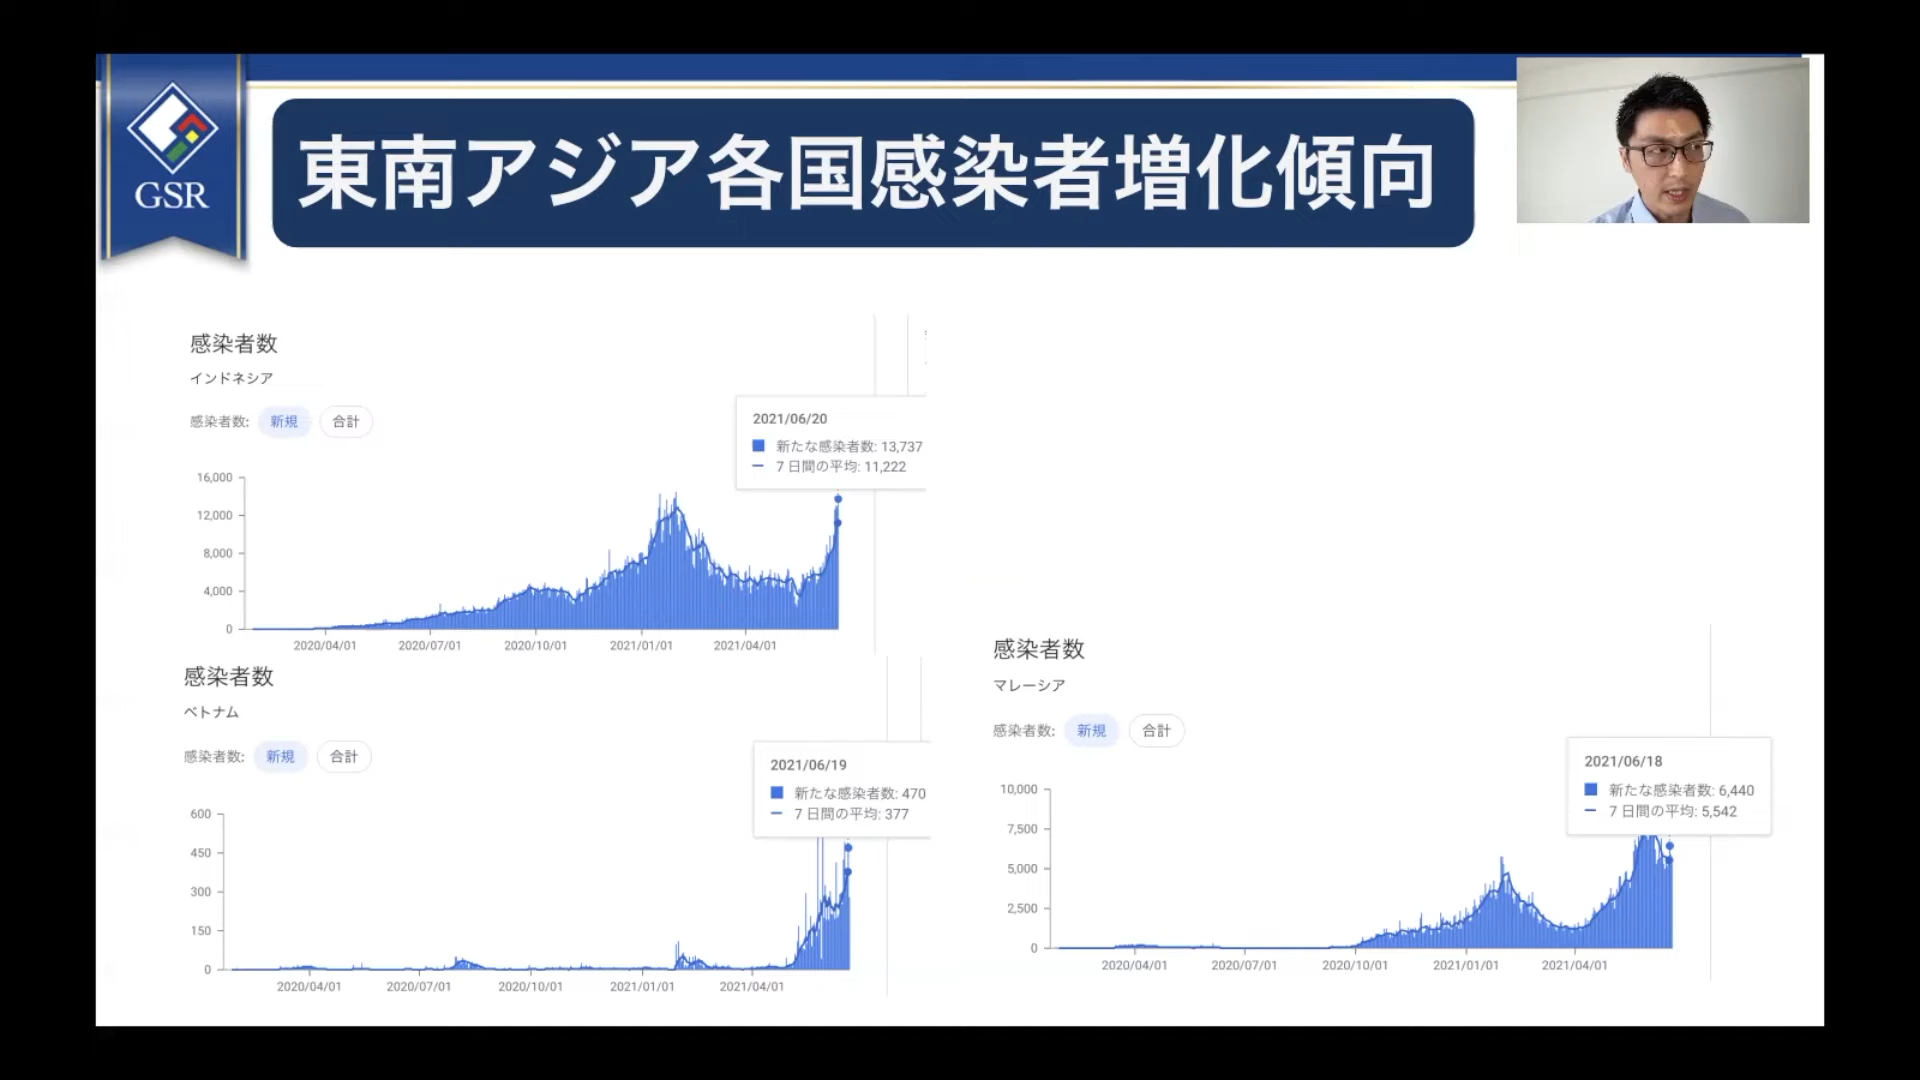 GSR
東南アジア各国感染者増化傾向
感染者数
インドネシア
感染者数: 新規 合計
2021/06/20
新たな感染者数: 13,737
7 日間の平均: 11,222
16,000
12,000
8,000
4,000
0
2020/04/01 2020/07/01 2020/10/01 2021/01/01 2021/04/01
感染者数
ベトナム
感染者数: 新規 合計
2021/06/19
新たな感染者数: 470
7 日間の平均: 377
600
450
300
150
0
2020/04/01 2020/07/01 2020/10/01 2021/01/01 2021/04/01
感染者数
マレーシア
感染者数: 新規 合計
2021/06/18
新たな感染者数: 6,440
7 日間の平均: 5,542
10,000
7,500
5,000
2,500
0
2020/04/01 2020/07/01 2020/10/01 2021/01/01 2021/04/01